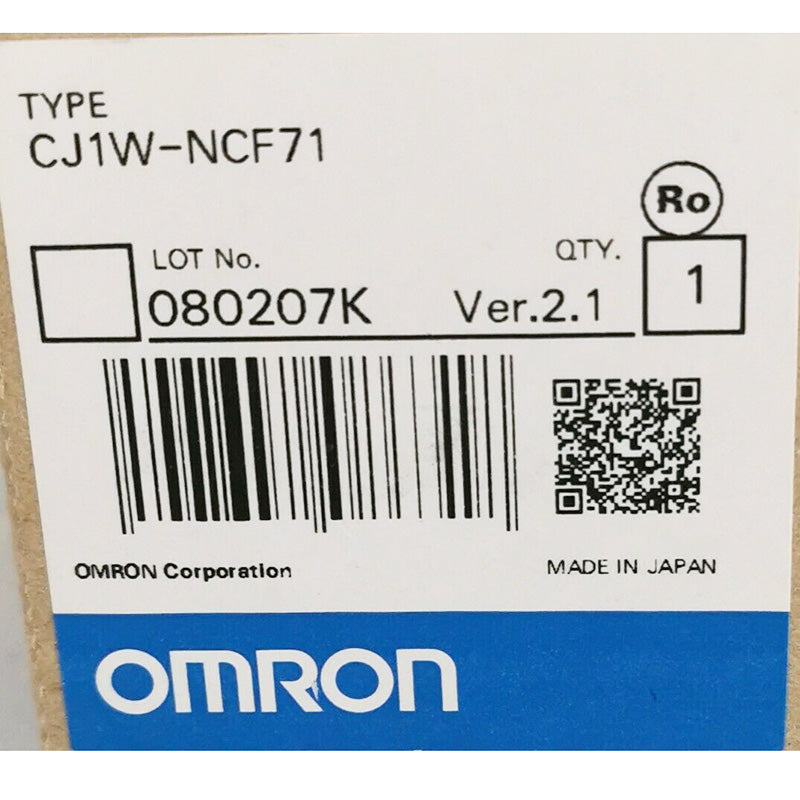 TYPE
CJ1W-NCF71
Ro
LOT No.
QTY.
080207K
Ver.2.1
1
OMRON Corporation
MADE IN JAPAN
OMRON